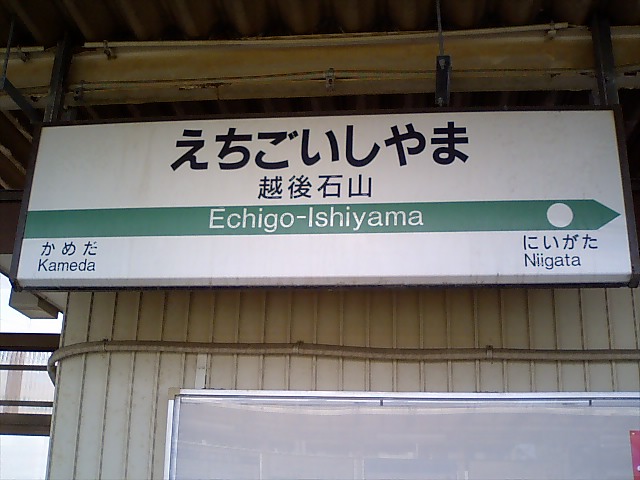 えちごいしやま
越後石山
Echigo-Ishiyama
かめだ
Kameda
にいがた
Niigata